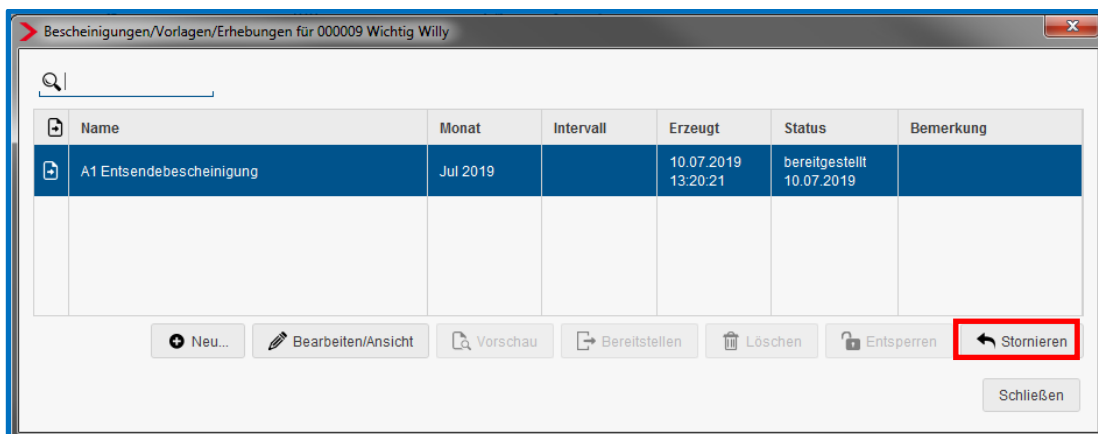 Bescheinigungen/Vorlagen/Erhebungen für 000009 Wichtig Willy
Name Monat Intervall Erzeugt Status Bemerkung
A1 Entsendebescheinigung Jul 2019 10.07.2019 13:20:21 bereitgestellt 10.07.2019
Neu... Bearbeiten/Ansicht Vorschau Bereitstellen Löschen Entsperren Stornieren
Schließen